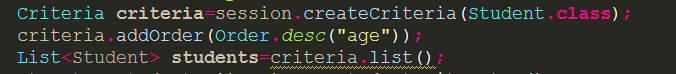 Criteria criteria=session.createCriteria(Student.class);
criteria.addOrder(Order.desc("age"));
List<Student> students=criteria.list();